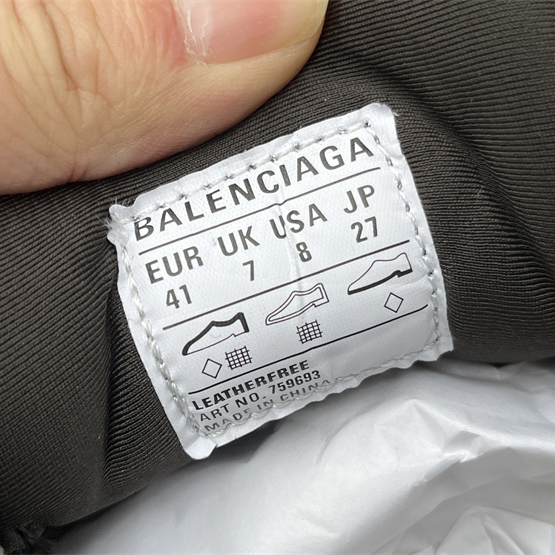 BALENCIAGA
EUR UK USA JP
41 7 8 27
LEATHERFREE
ART NO. 759693
MADE IN CHINA